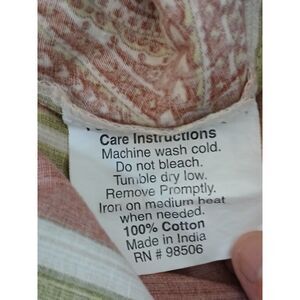 Care Instructions
Machine wash cold.
Do not bleach.
Tumble dry low.
Remove Promptly.
Iron on medium heat
when needed.
100% Cotton
Made in India
RN # 98506